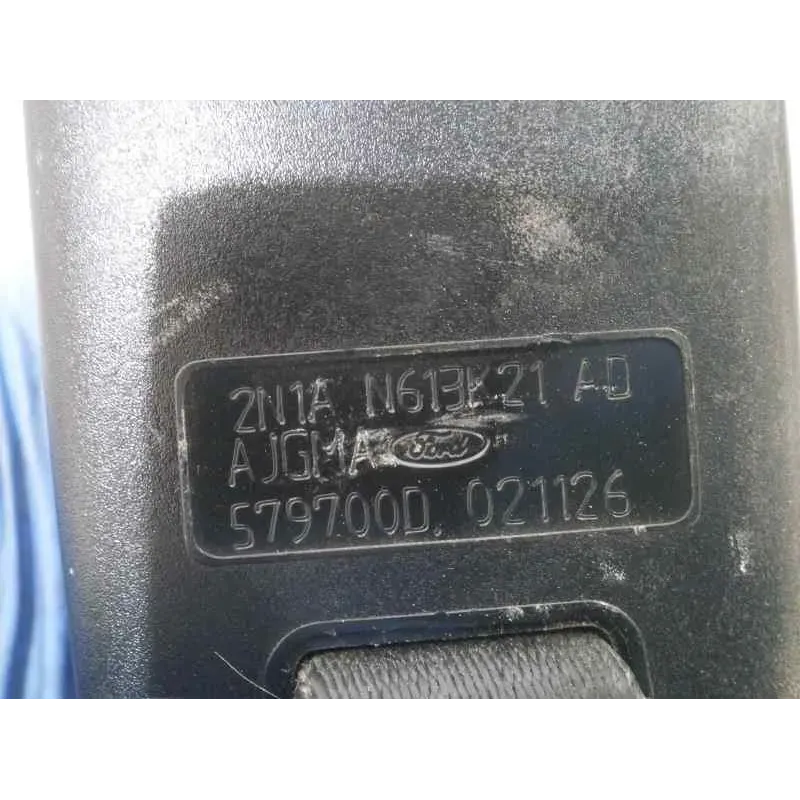 2N1A N613K21 AD
AJGMA Ford
579700D. 021126